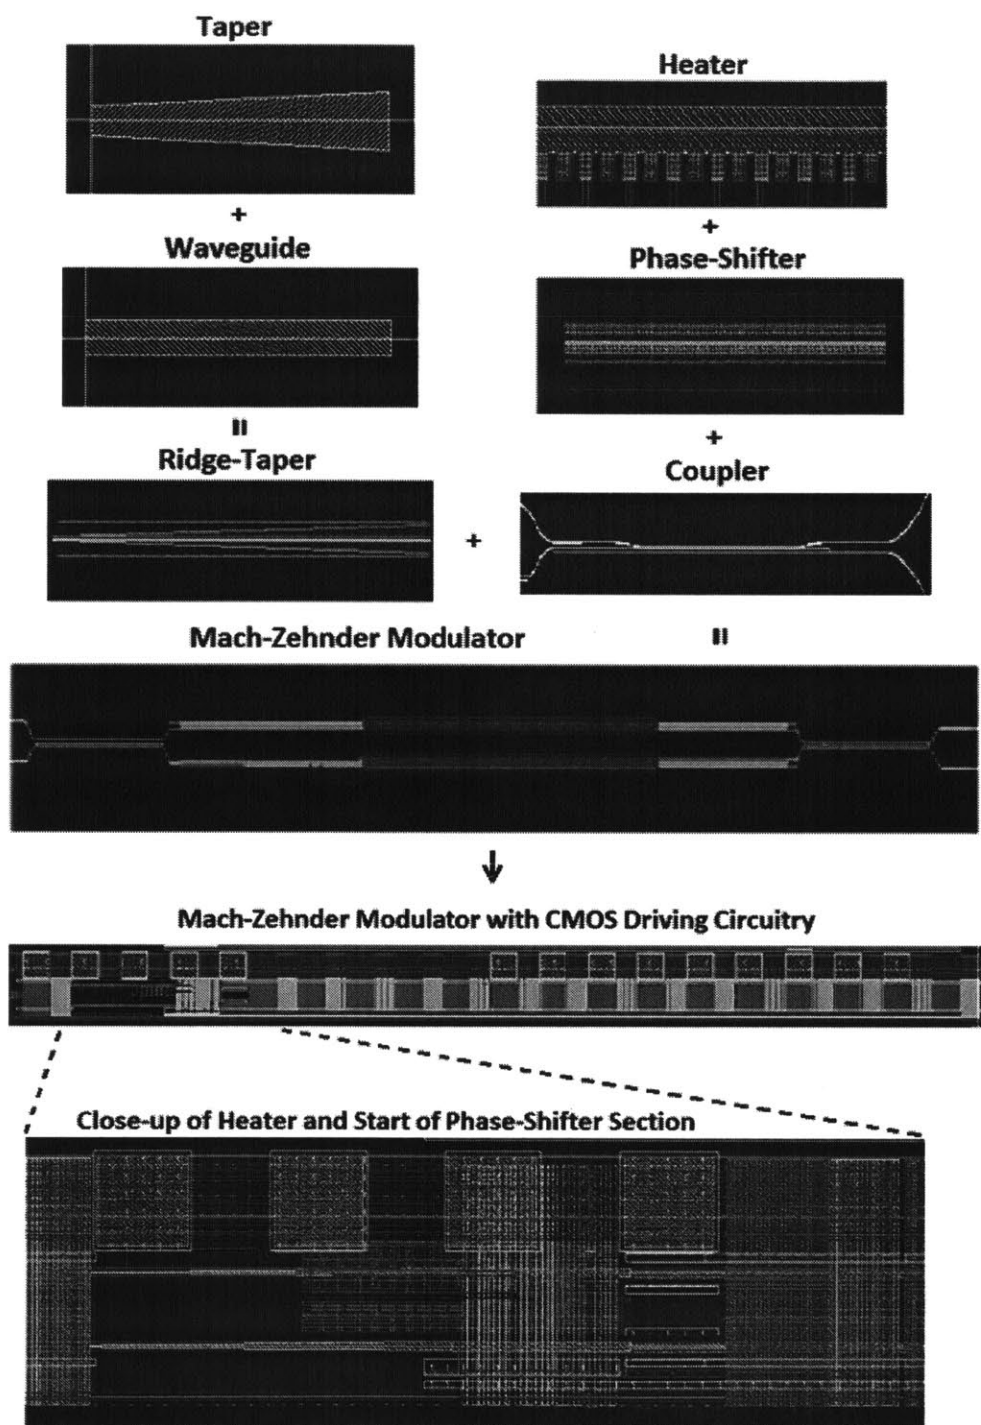 Taper
Heater
+
+
Waveguide
Phase-Shifter
=
+
Ridge-Taper
Coupler
+
Mach-Zehnder Modulator
=
Mach-Zehnder Modulator with CMOS Driving Circuitry
Close-up of Heater and Start of Phase-Shifter Section